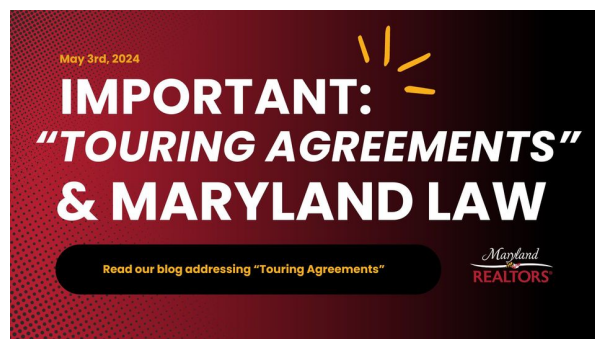 May 3rd, 2024
IMPORTANT:
“TOURING AGREEMENTS”
& MARYLAND LAW
Read our blog addressing “Touring Agreements”
Maryland
REALTORS®